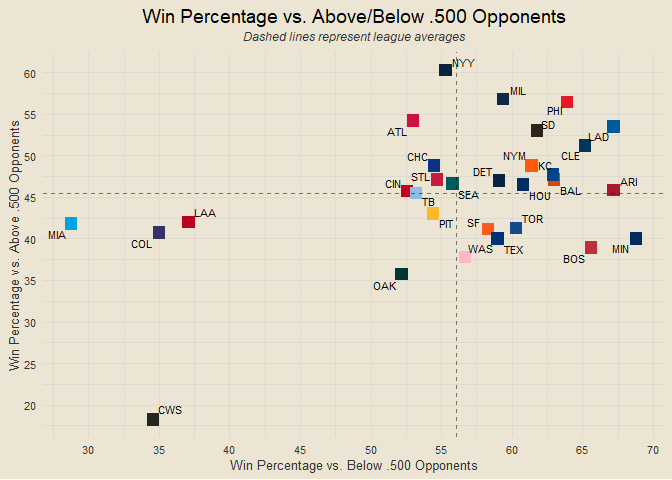 Win Percentage vs. Above/Below .500 Opponents
Dashed lines represent league averages
Win Percentage vs. Above .500 Opponents
60
55
50
45
40
35
30
25
20
NYY
MIL
PHI
ATL
SD
LAD
CHC
NYM
CLE
KC
STL
DET
CIN
ARI
SEA
HOU
BAL
TB
LAA
PIT
SF
TOR
MIA
COL
WAS
TEX
BOS
MIN
OAK
CWS
30
35
40
45
50
55
60
65
70
Win Percentage vs. Below .500 Opponents